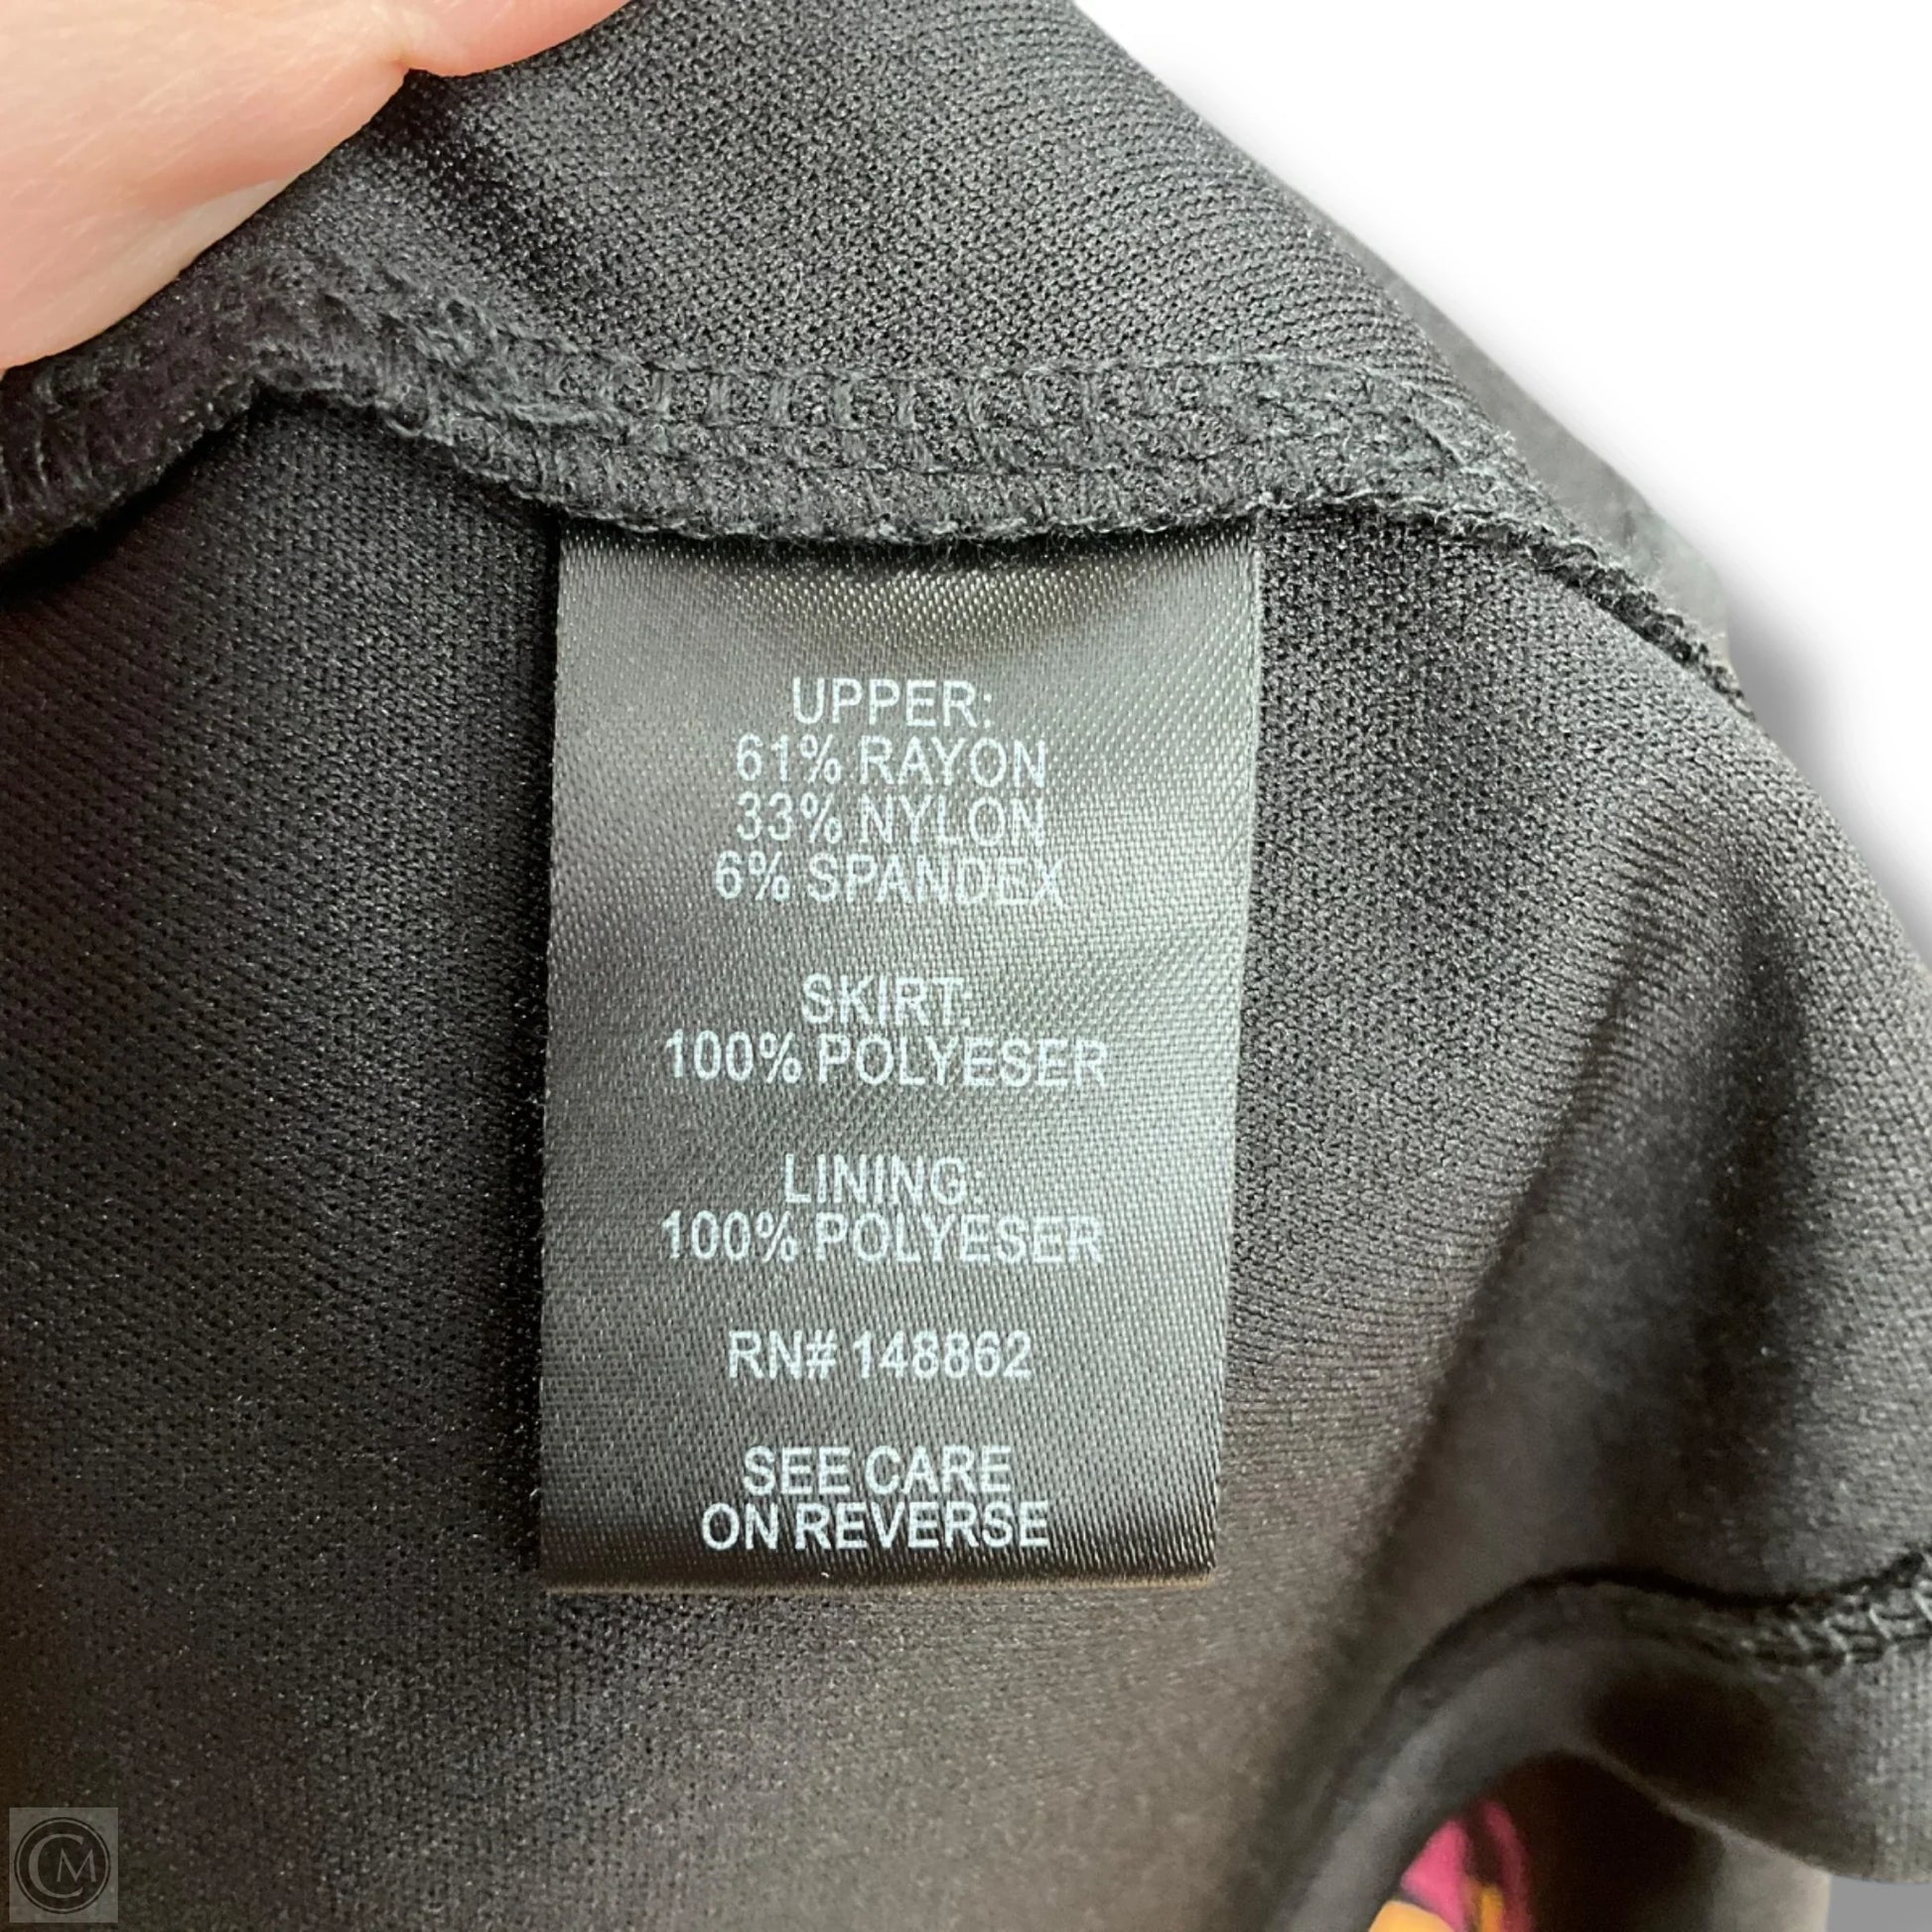 UPPER:
61% RAYON
33% NYLON
6% SPANDEX
SKIRT:
100% POLYESER
LINING:
100% POLYESER
RN# 148862
SEE CARE
ON REVERSE
CM